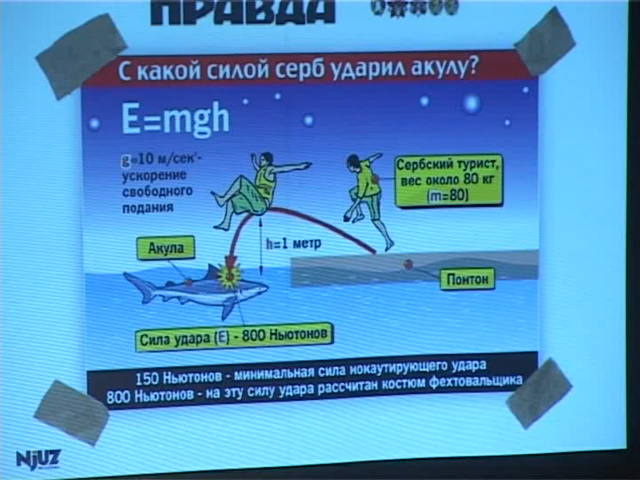 ПРАВДА
С какой силой серб ударил акулу?
E=mgh
g=10 м/сек²-
ускорение
свободного
подания
Сербский турист,
вес около 80 кг
(m=80)
Акула
h=1 метр
Понтон
Сила удара (E) - 800 Ньютонов
150 Ньютонов - минимальная сила нокаутирующего удара
800 Ньютонов - на эту силу удара рассчитан костюм фехтовальщика
NJUZ